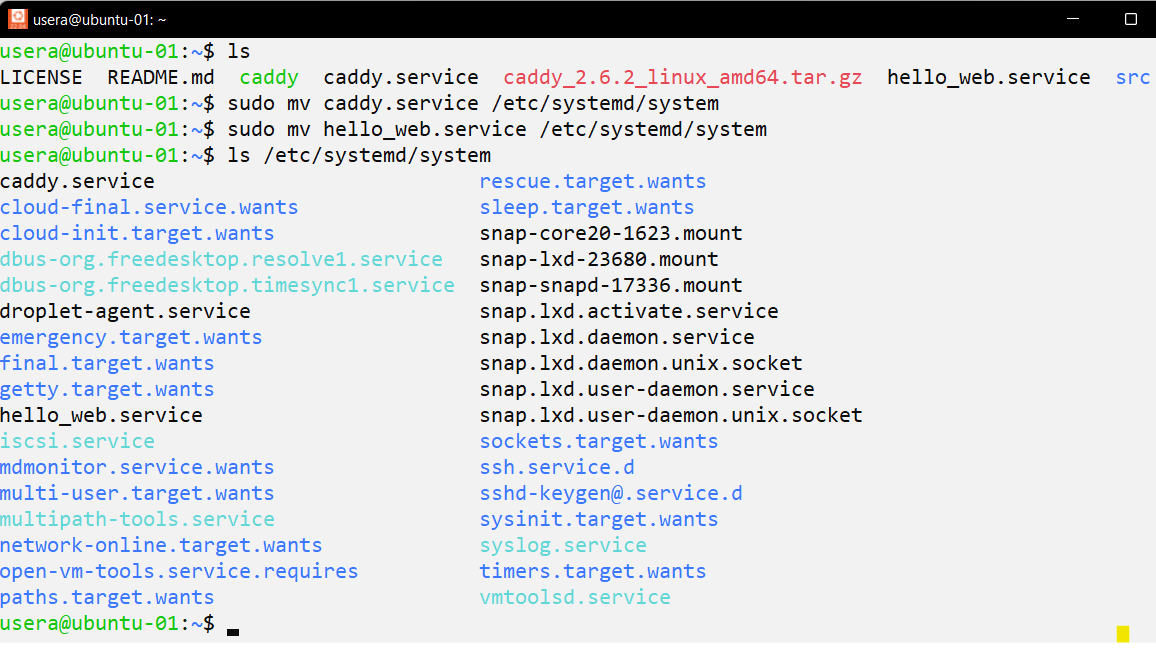 usera@ubuntu-01: ~
usera@ubuntu-01:~$ ls
LICENSE  README.md  caddy  caddy.service  caddy_2.6.2_linux_amd64.tar.gz  hello_web.service  src
usera@ubuntu-01:~$ sudo mv caddy.service /etc/systemd/system
usera@ubuntu-01:~$ sudo mv hello_web.service /etc/systemd/system
usera@ubuntu-01:~$ ls /etc/systemd/system
caddy.service                           rescue.target.wants
cloud-final.service.wants               sleep.target.wants
cloud-init.target.wants                 snap-core20-1623.mount
dbus-org.freedesktop.resolve1.service   snap-lxd-23680.mount
dbus-org.freedesktop.timesync1.service  snap-snapd-17336.mount
droplet-agent.service                   snap.lxd.activate.service
emergency.target.wants                  snap.lxd.daemon.service
final.target.wants                      snap.lxd.daemon.unix.socket
getty.target.wants                      snap.lxd.user-daemon.service
hello_web.service                       snap.lxd.user-daemon.unix.socket
iscsi.service                           sockets.target.wants
mdmonitor.service.wants                 ssh.service.d
multi-user.target.wants                 sshd-keygen@.service.d
multipath-tools.service                 sysinit.target.wants
network-online.target.wants             syslog.service
open-vm-tools.service.requires          timers.target.wants
paths.target.wants                      vmtoolsd.service
usera@ubuntu-01:~$